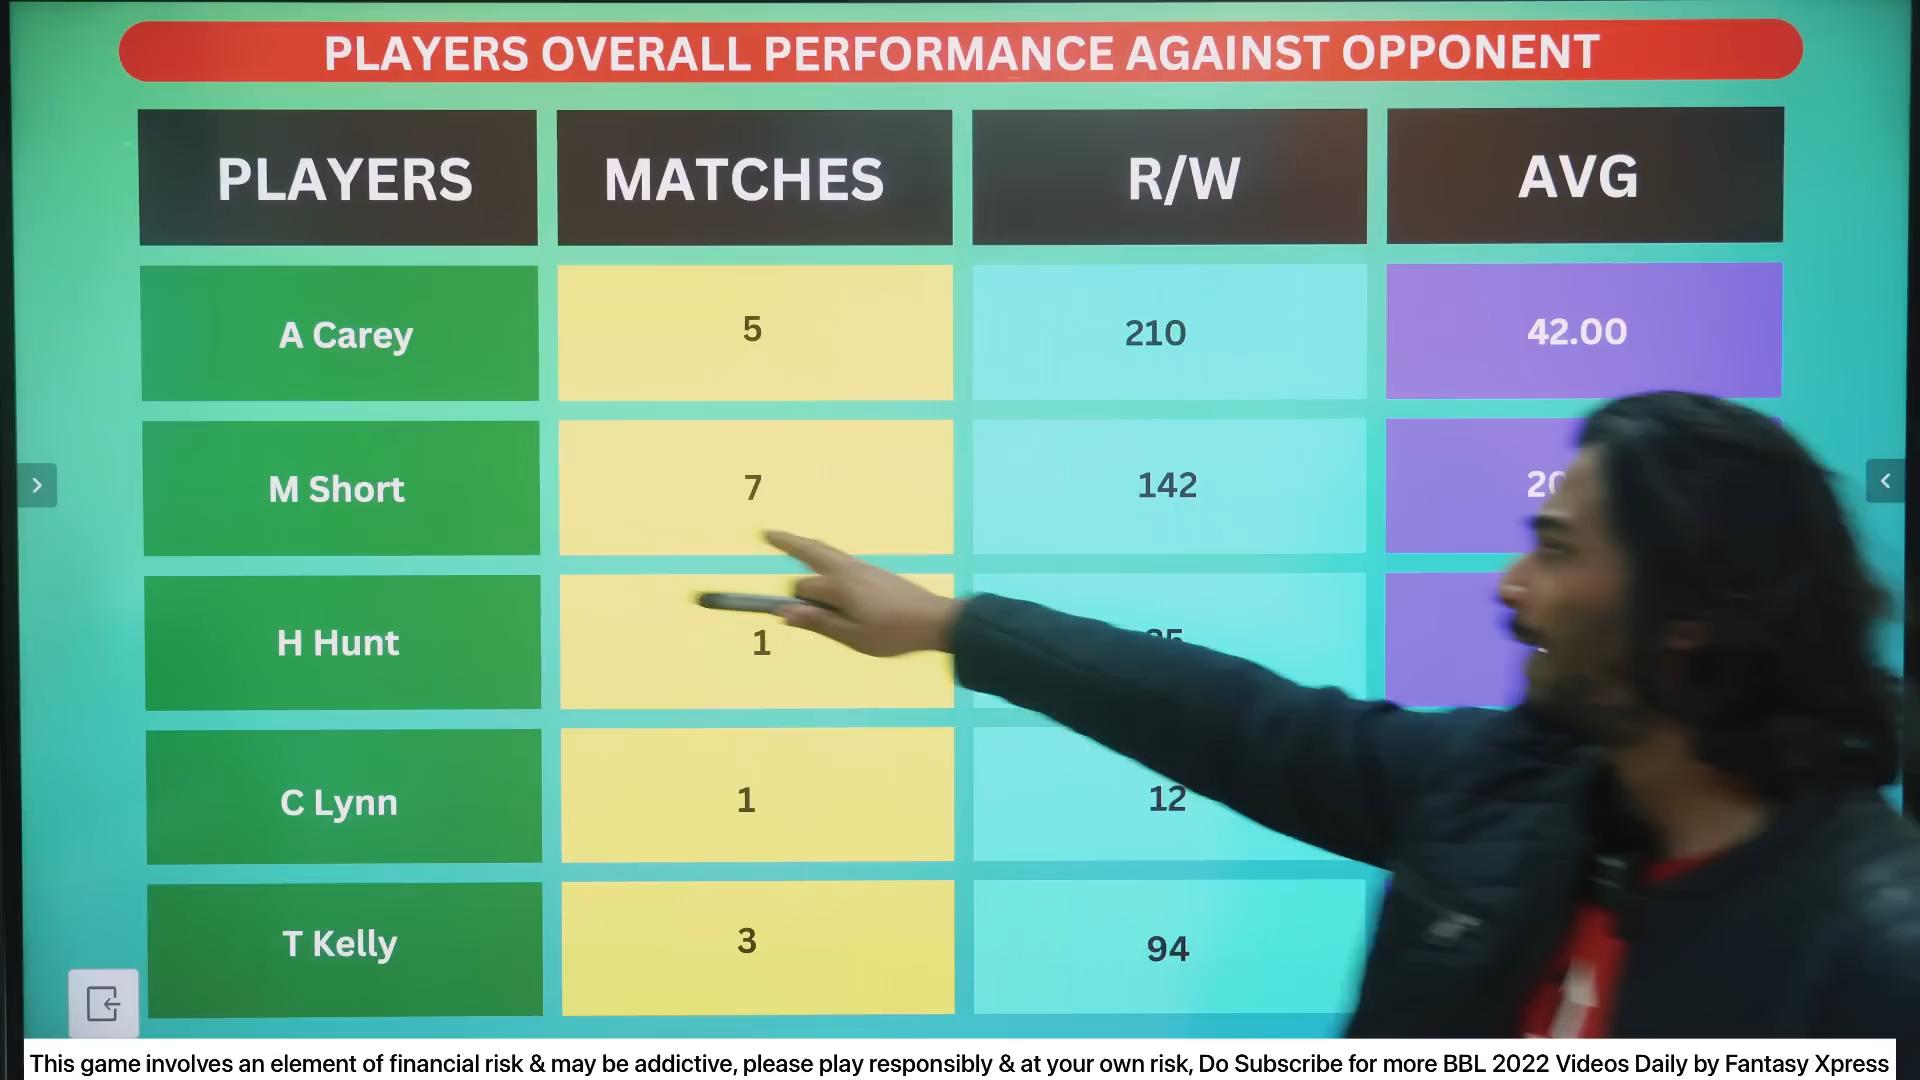 PLAYERS OVERALL PERFORMANCE AGAINST OPPONENT
PLAYERS MATCHES R/W AVG
A Carey 5 210 42.00
M Short 7 142
H Hunt 1
C Lynn 1 12
T Kelly 3 94
This game involves an element of financial risk & may be addictive, please play responsibly & at your own risk, Do Subscribe for more BBL 2022 Videos Daily by Fantasy Xpress